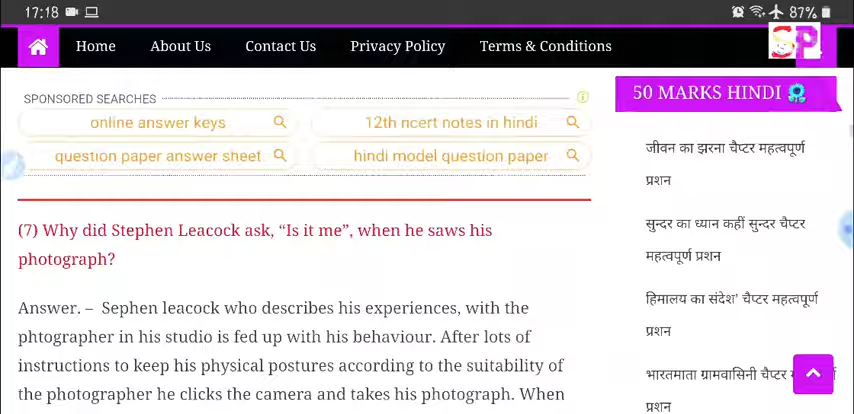 17:18
87%
Home About Us Contact Us Privacy Policy Terms & Conditions
SPONSORED SEARCHES
online answer keys
12th ncert notes in hindi
question paper answer sheet
hindi model question paper
(7) Why did Stephen Leacock ask, “Is it me”, when he saws his
photograph?
Answer. – Sephen leacock who describes his experiences, with the
phtographer in his studio is fed up with his behaviour. After lots of
instructions to keep his physical postures according to the suitability of
the photographer he clicks the camera and takes his photograph. When
50 MARKS HINDI
जीवन का झरना चैप्टर महत्वपूर्ण
प्रशन
सुन्दर का ध्यान कहीं सुन्दर चैप्टर
महत्वपूर्ण प्रशन
हिमालय का संदेश' चैप्टर महत्वपूर्ण
प्रशन
भारतमाता ग्रामवासिनी चैप्टर
प्रशन